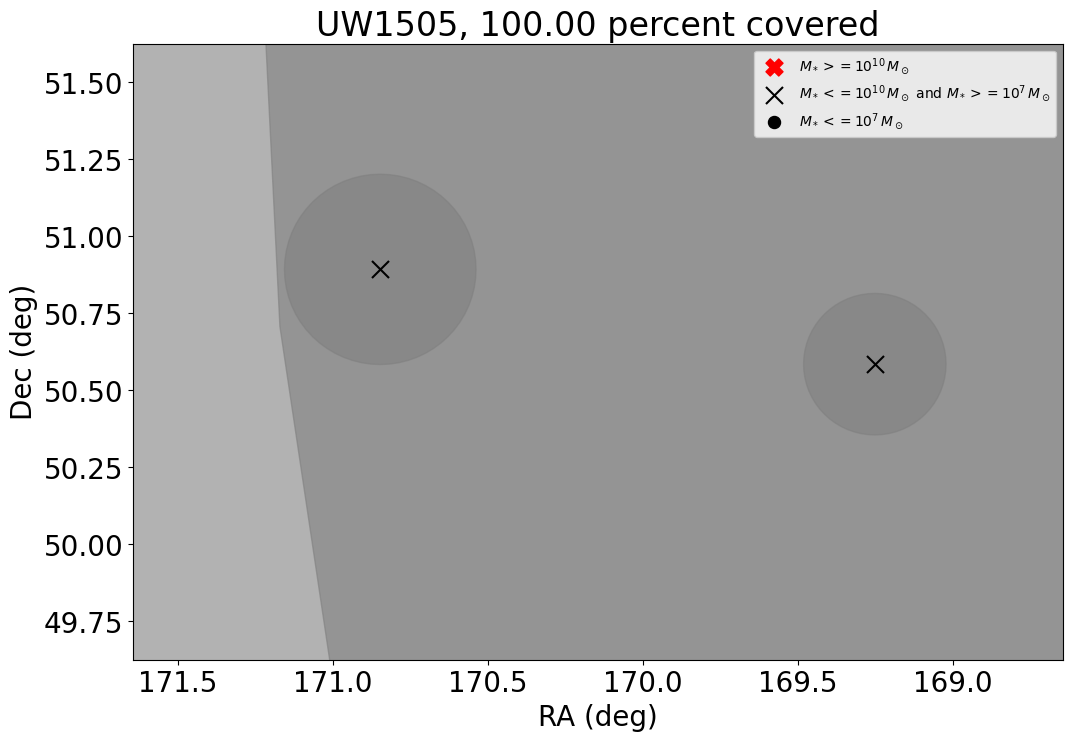 UW1505, 100.00 percent covered
M* >= 10^10 M⊙
M* <= 10^10 M⊙ and M* >= 10^7 M⊙
M* <= 10^7 M⊙
51.50
51.25
51.00
50.75
50.50
50.25
50.00
49.75
Dec (deg)
171.5 171.0 170.5 170.0 169.5 169.0
RA (deg)